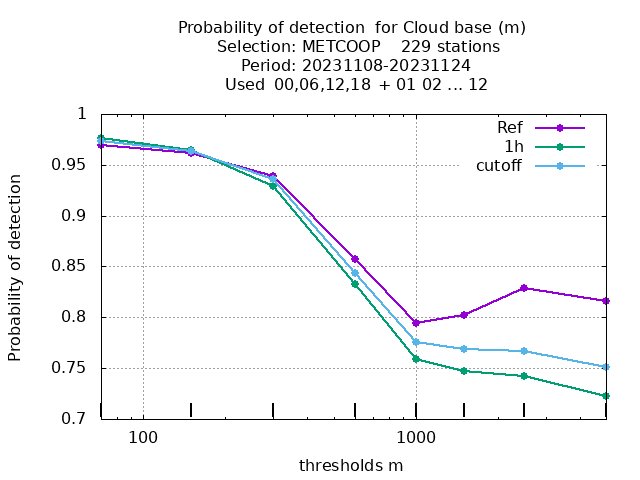 Probability of detection  for Cloud base (m)
Selection: METCOOP    229 stations
Period: 20231108-20231124
Used  00,06,12,18 + 01 02 ... 12
Ref
1h
cutoff
Probability of detection
1
0.95
0.9
0.85
0.8
0.75
0.7
100
1000
thresholds m